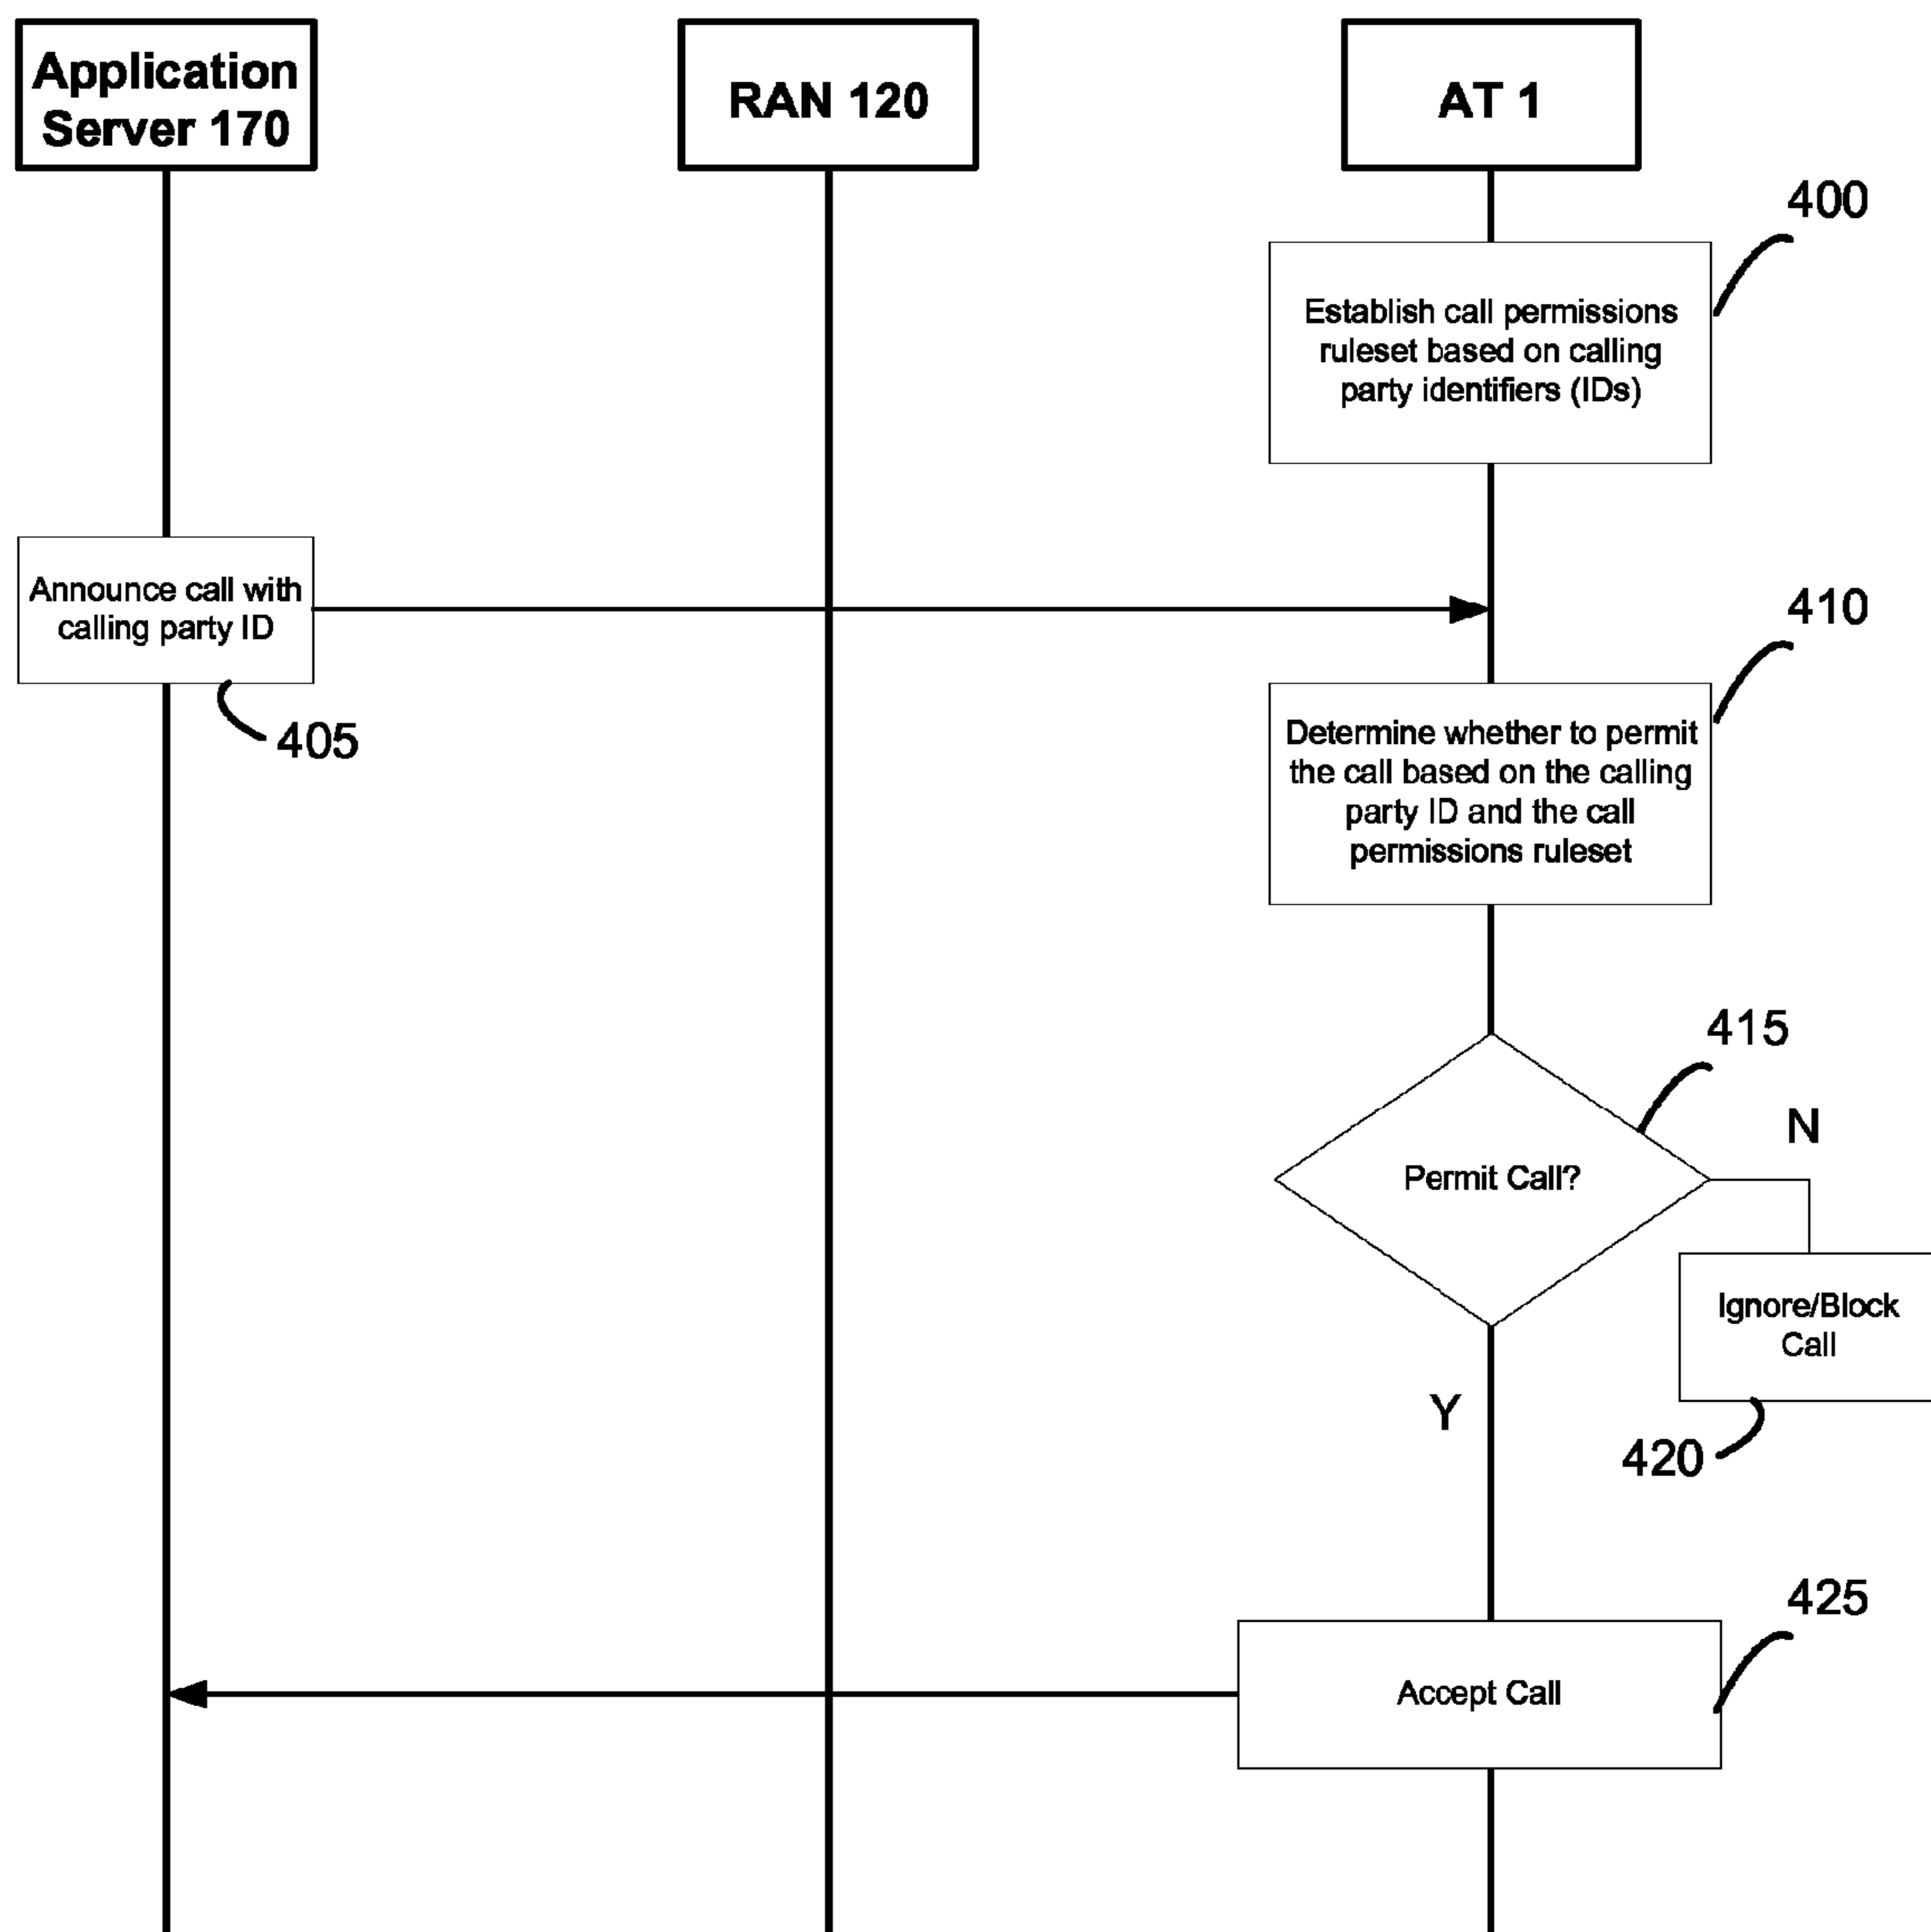 Application
Server 170
RAN 120
AT 1
400
Establish call permissions
ruleset based on calling
party identifiers (IDs)
Announce call with
calling party ID
405
410
Determine whether to permit
the call based on the calling
party ID and the call
permissions ruleset
415
N
Permit Call?
Ignore/Block
Call
Y
420
425
Accept Call